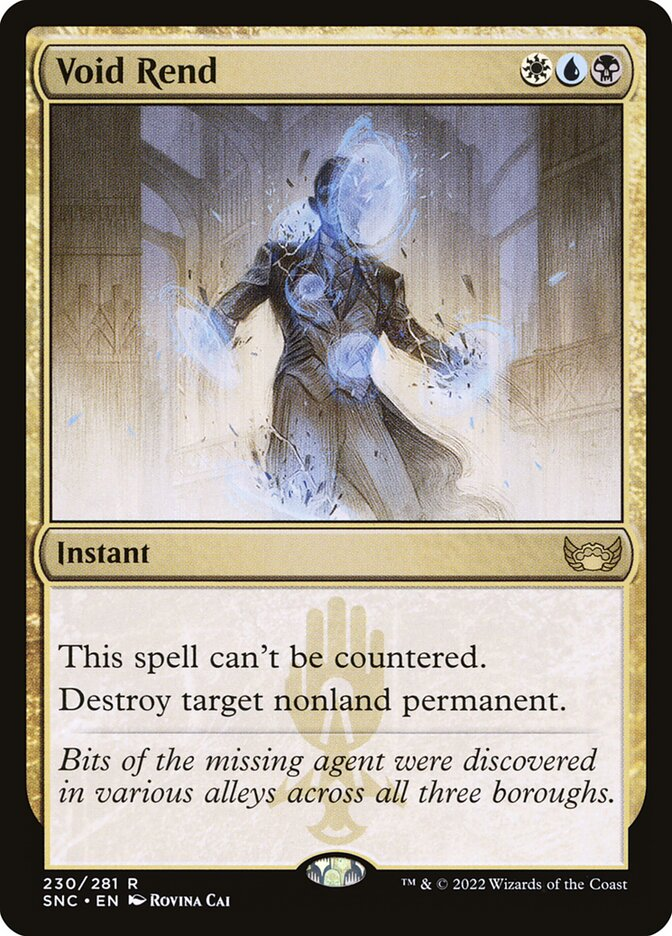 Void Rend
Instant
This spell can't be countered.
Destroy target nonland permanent.
Bits of the missing agent were discovered
in various alleys across all three boroughs.
230/281 R
SNC • EN Rovina Cai
™ & © 2022 Wizards of the Coast